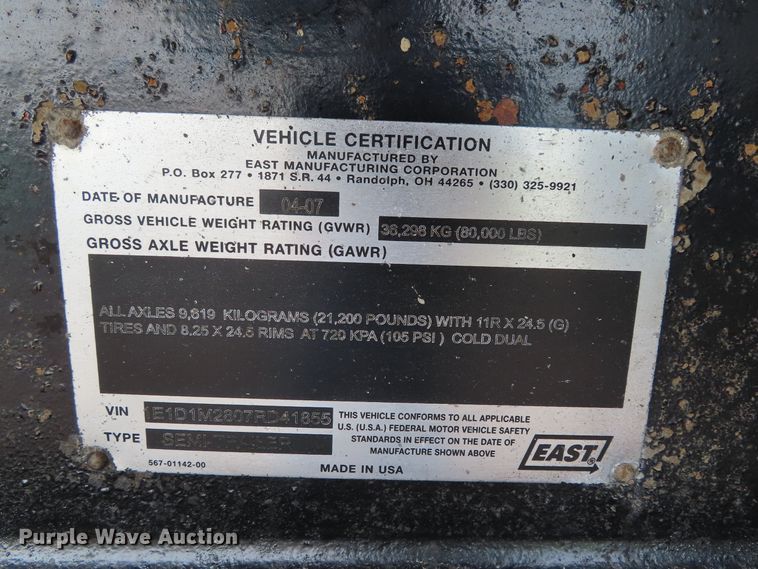 VEHICLE CERTIFICATION
MANUFACTURED BY
EAST MANUFACTURING CORPORATION
P.O. Box 277 • 1871 S.R. 44 • Randolph, OH 44265 • (330) 325-9921
DATE OF MANUFACTURE 04-07
GROSS VEHICLE WEIGHT RATING (GVWR) 36,298 KG (80,000 LBS)
GROSS AXLE WEIGHT RATING (GAWR)
ALL AXLES 9,619 KILOGRAMS (21,200 POUNDS) WITH 11R X 24.5 (G)
TIRES AND 8.25 X 24.5 RIMS AT 720 KPA (105 PSI ) COLD DUAL
VIN 1E1D1M2807RD41855
TYPE SEMI-TRAILER
THIS VEHICLE CONFORMS TO ALL APPLICABLE
U.S. (U.S.A.) FEDERAL MOTOR VEHICLE SAFETY
STANDARDS IN EFFECT ON THE DATE OF
MANUFACTURE SHOWN ABOVE
EAST
567-01142-00
MADE IN USA
Purple Wave Auction